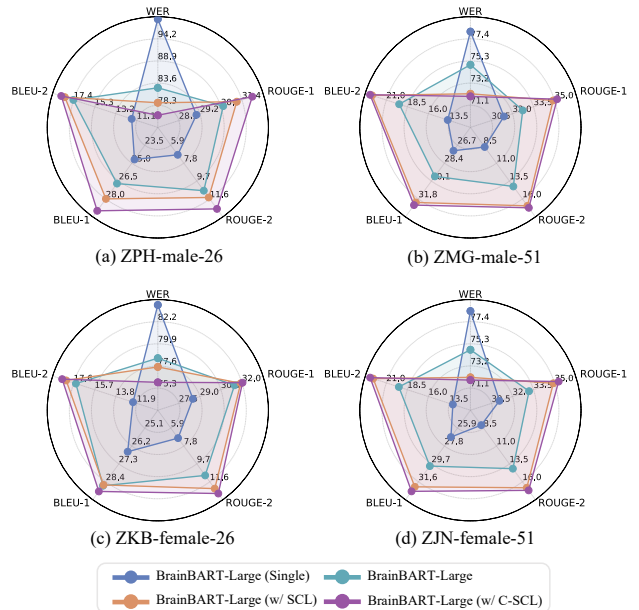 WER
94,2
88,9
83,6
78,3
BLEU-2
17,4
15,3
13,2
11,1
ROUGE-1
31,4
29,2
23,5
5,9
7,8
9,7
11,6
ROUGE-2
5,0
26,5
28,0
BLEU-1
(a) ZPH-male-26
WER
77,4
75,3
73,2
71,1
BLEU-2
21,0
18,5
16,0
13,5
ROUGE-1
35,0
33,5
26,7
8,5
11,0
13,5
16,0
ROUGE-2
28,4
31,8
BLEU-1
(b) ZMG-male-51
WER
82,2
79,9
77,6
BLEU-2
15,7
13,8
11,9
ROUGE-1
32,0
29,0
25,1
5,9
7,8
9,7
11,6
ROUGE-2
26,2
27,3
28,4
BLEU-1
(c) ZKB-female-26
WER
77,4
75,3
73,2
71,1
BLEU-2
21,0
18,5
16,0
13,5
ROUGE-1
35,0
33,5
8,5
11,0
13,5
16,0
ROUGE-2
27,8
29,7
31,6
BLEU-1
(d) ZJN-female-51
BrainBART-Large (Single)
BrainBART-Large
BrainBART-Large (w/ SCL)
BrainBART-Large (w/ C-SCL)